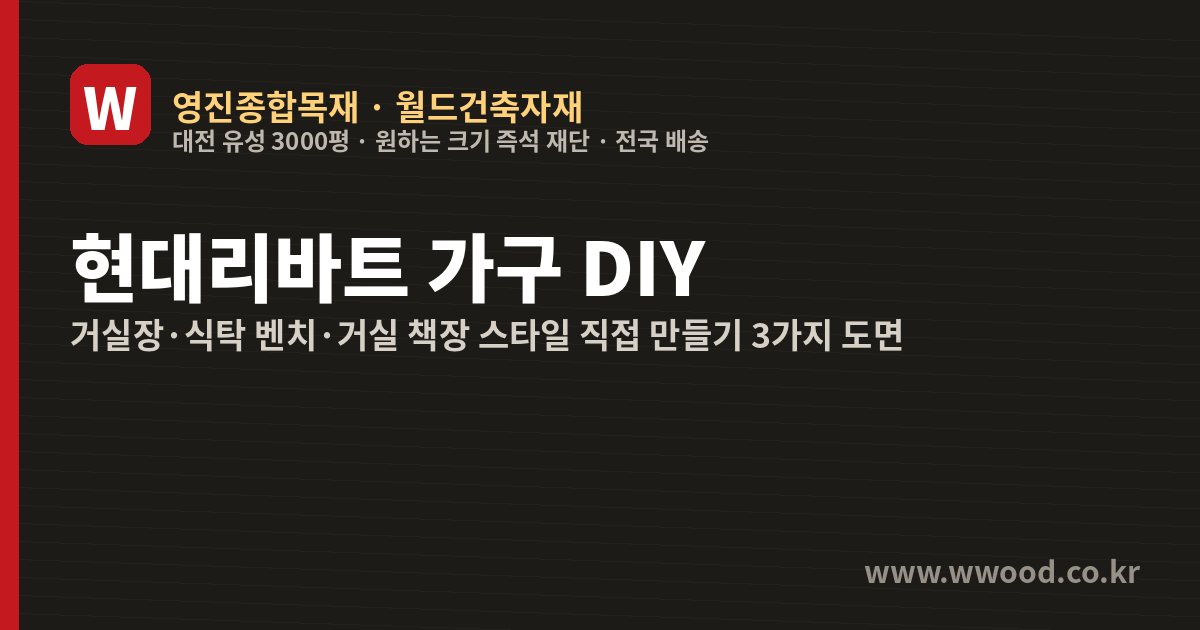 W
영진종합목재 · 월드건축자재
대전 유성 3000평 · 원하는 크기 즉석 재단 · 전국 배송
현대리바트 가구 DIY
거실장·식탁 벤치·거실 책장 스타일 직접 만들기 3가지 도면
www.wwood.co.kr